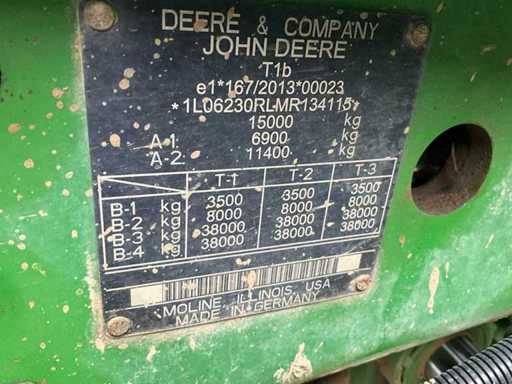 DEERE & COMPANY
JOHN DEERE
T1b
e1*167/2013*00023
*1L06230RLMR134115*
15000 kg
A-1: 6900 kg
A-2: 11400 kg
T-1 T-2 T-3
B-1 kg 3500 3500 3500
B-2 kg 8000 8000 8000
B-3 kg 38000 38000 38000
B-4 kg 38000 38000 38000
MOLINE, ILLINOIS, USA
MADE IN GERMANY